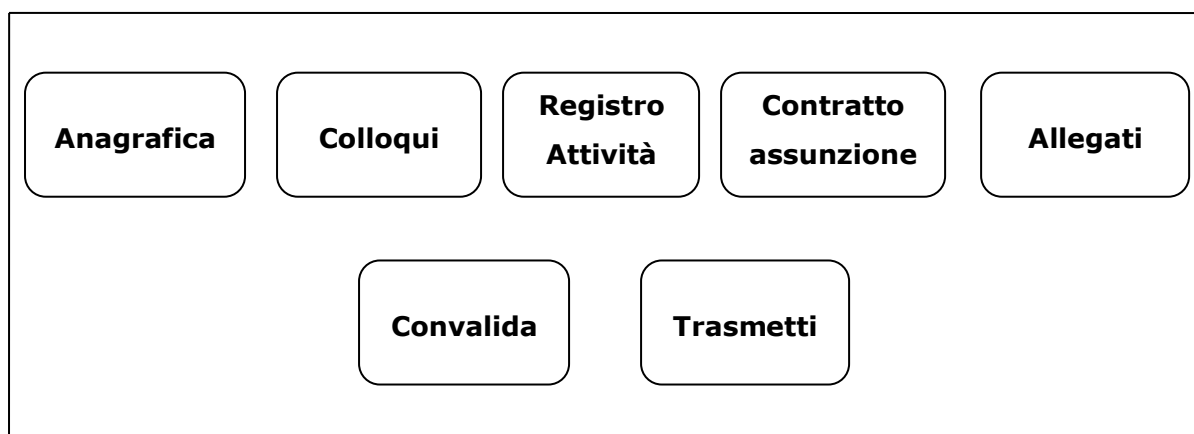 Anagrafica
Colloqui
Registro
Attività
Contratto
assunzione
Allegati
Convalida
Trasmetti